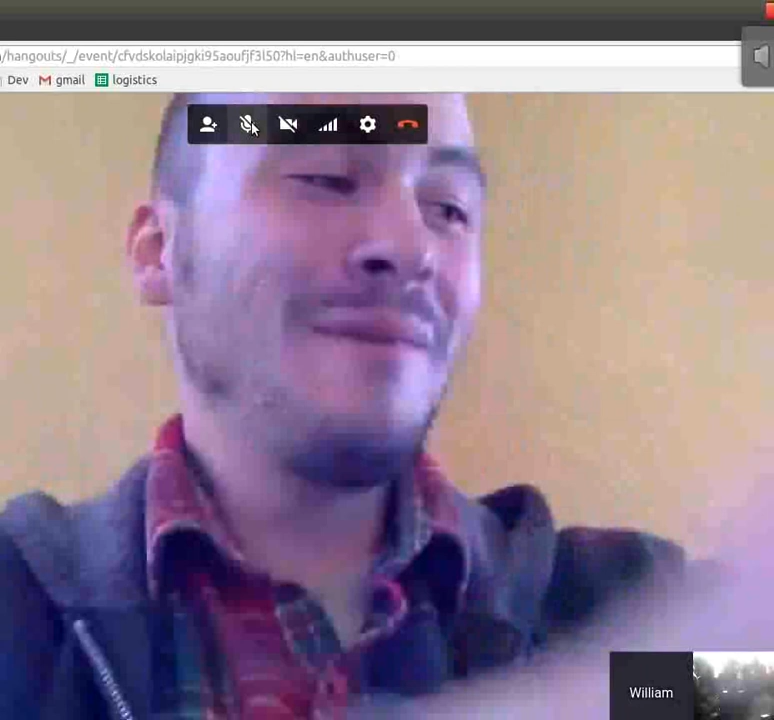 /hangouts/_/event/cfvdskolaipjgki95aoufjf3l50?hl=en&authuser=0
Dev gmail logistics
William